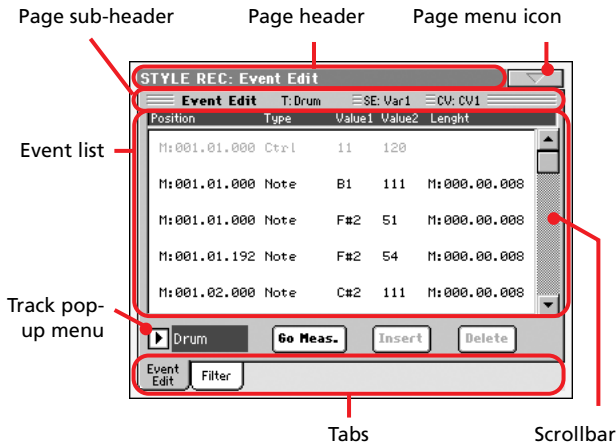 Page sub-header Page header Page menu icon
STYLE REC: Event Edit
Event Edit T:Drum SE: Var1 CV: CV1
Position Type Value1 Value2 Lenght
Event list
M:001.01.000 Ctrl 11 120
M:001.01.000 Note B1 111 M:000.00.008
M:001.01.000 Note F#2 51 M:000.00.008
M:001.01.192 Note F#2 54 M:000.00.008
M:001.02.000 Note C#2 111 M:000.00.008
Track pop-
up menu
Drum Go Meas. Insert Delete
Event
Edit Filter
Tabs Scrollbar